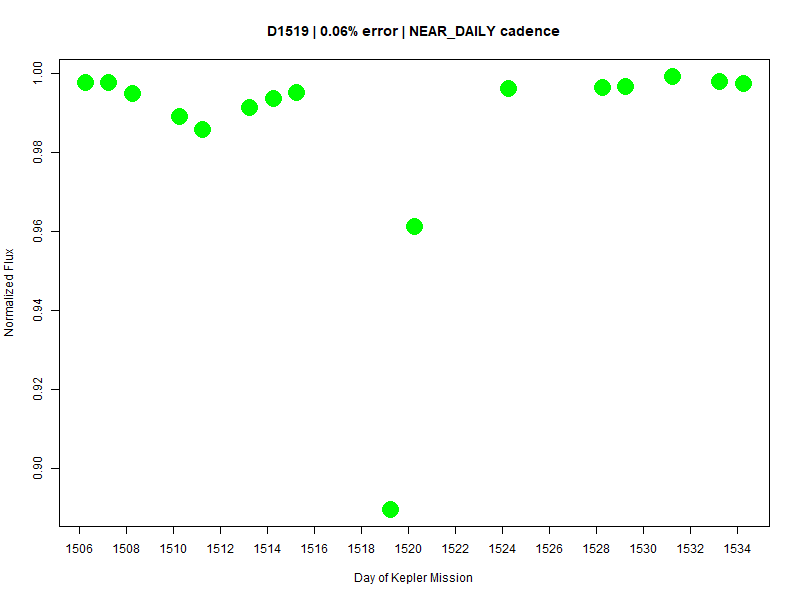 D1519 | 0.06% error | NEAR_DAILY cadence
1.00
0.98
0.96
0.94
0.92
0.90
Normalized Flux
1506 1508 1510 1512 1514 1516 1518 1520 1522 1524 1526 1528 1530 1532 1534
Day of Kepler Mission